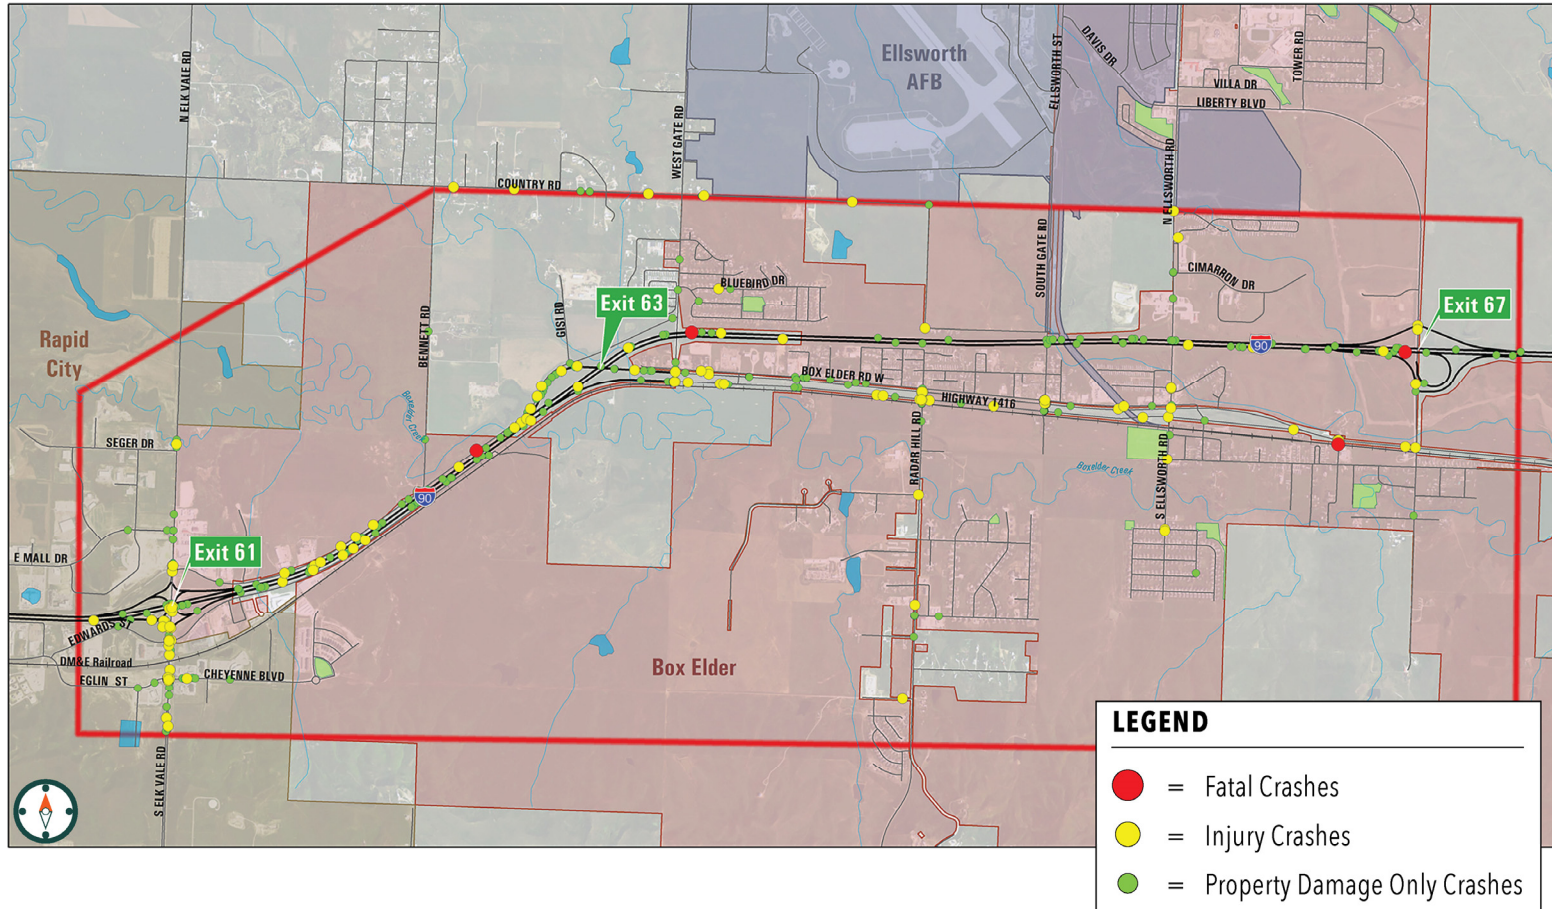 N ELK VALE RD
Ellsworth
AFB
ELLSWORTH ST
DAVIS DR
TOWER RD
VILLA DR
LIBERTY BLVD
WEST GATE RD
N ELLSWORTH RD
COUNTRY RD
SOUTH GATE RD
CIMARRON DR
BLUEBIRD DR
Exit 63
Exit 67
GISI RD
BENNETT RD
Rapid
City
90
BOX ELDER RD W
HIGHWAY 1416
Boxelder Creek
RADAR HILL RD
SEGER DR
S ELLSWORTH RD
Boxelder Creek
90
Exit 61
E MALL DR
EDWARDS ST
DM&E Railroad
EGLIN ST
CHEYENNE BLVD
Box Elder
S ELK VALE RD
LEGEND
= Fatal Crashes
= Injury Crashes
= Property Damage Only Crashes